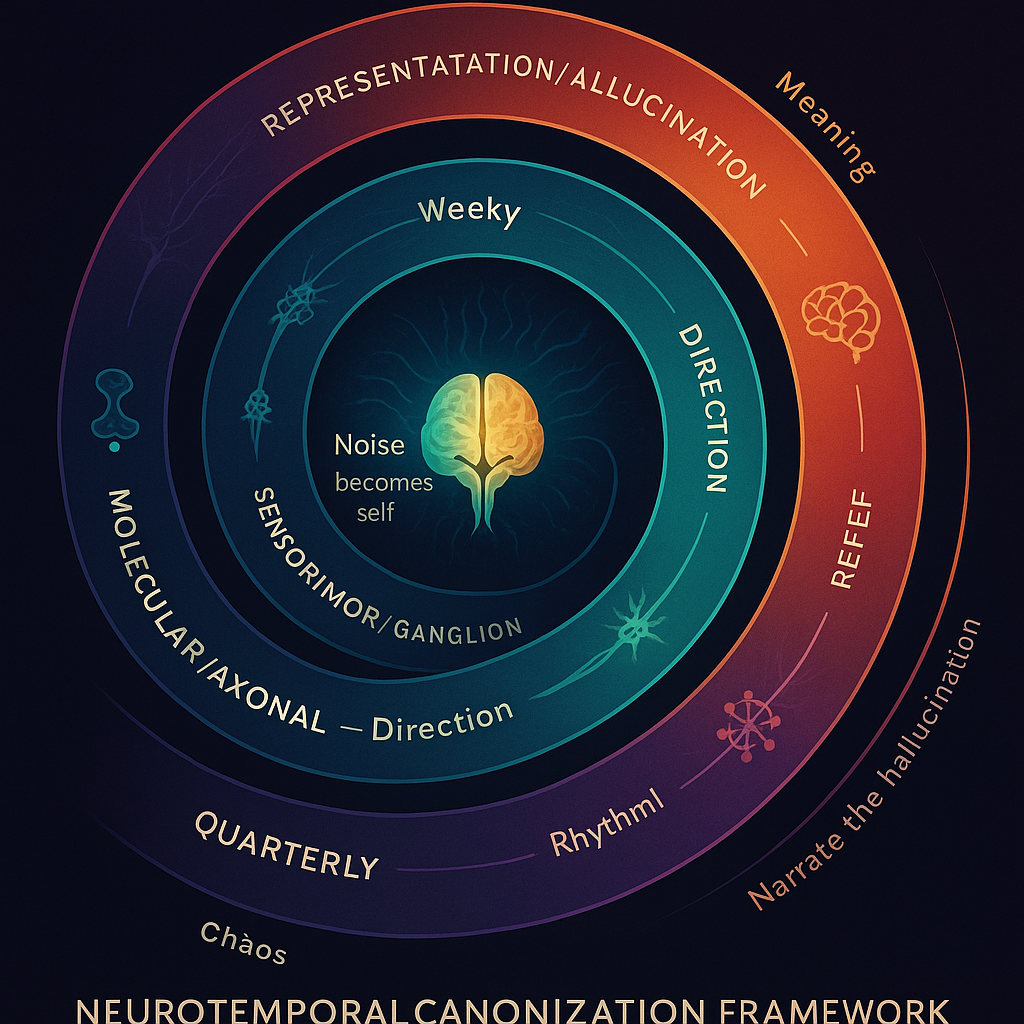 REPRESENTATATION/ALLUCINATION
Meaning
Weeky
DIRECTION
Noise
becomes
self
REFEF
SENSORIMOR/GANGLION
MOLECULAR/AXONAL — Direction
Rhythml
QUARTERLY
Narrate the hallucination
Chàos
NEUROTEMPORAL CANONIZATION FRAMEWORK